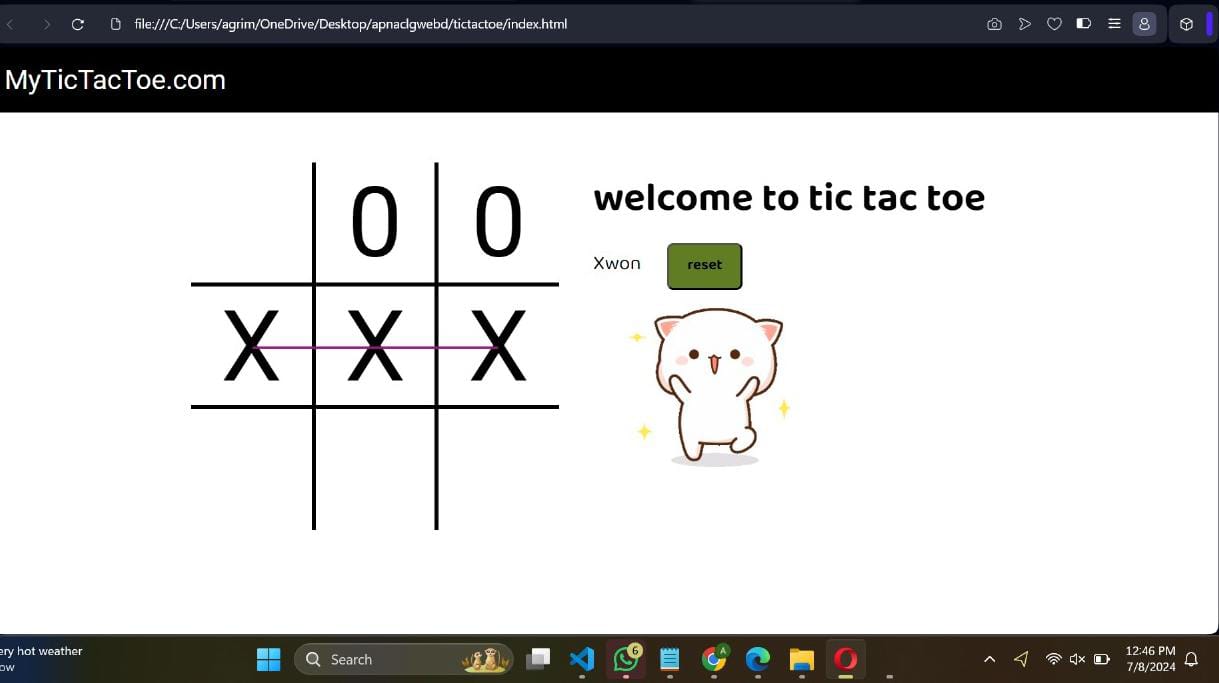 file:///C:/Users/agrim/OneDrive/Desktop/apnaclgwebd/tictactoe/index.html
MyTicTacToe.com
0 0
X X X
welcome to tic tac toe
Xwon
reset
ery hot weather
ow
Search
6
A
12:46 PM
7/8/2024